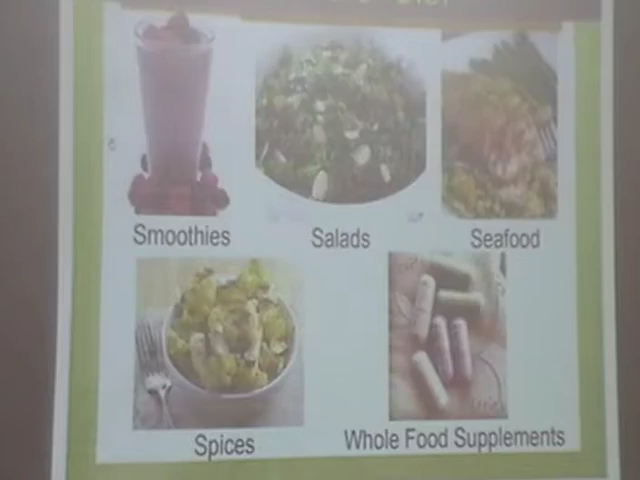 Smoothies
Salads
Seafood
Spices
Whole Food Supplements